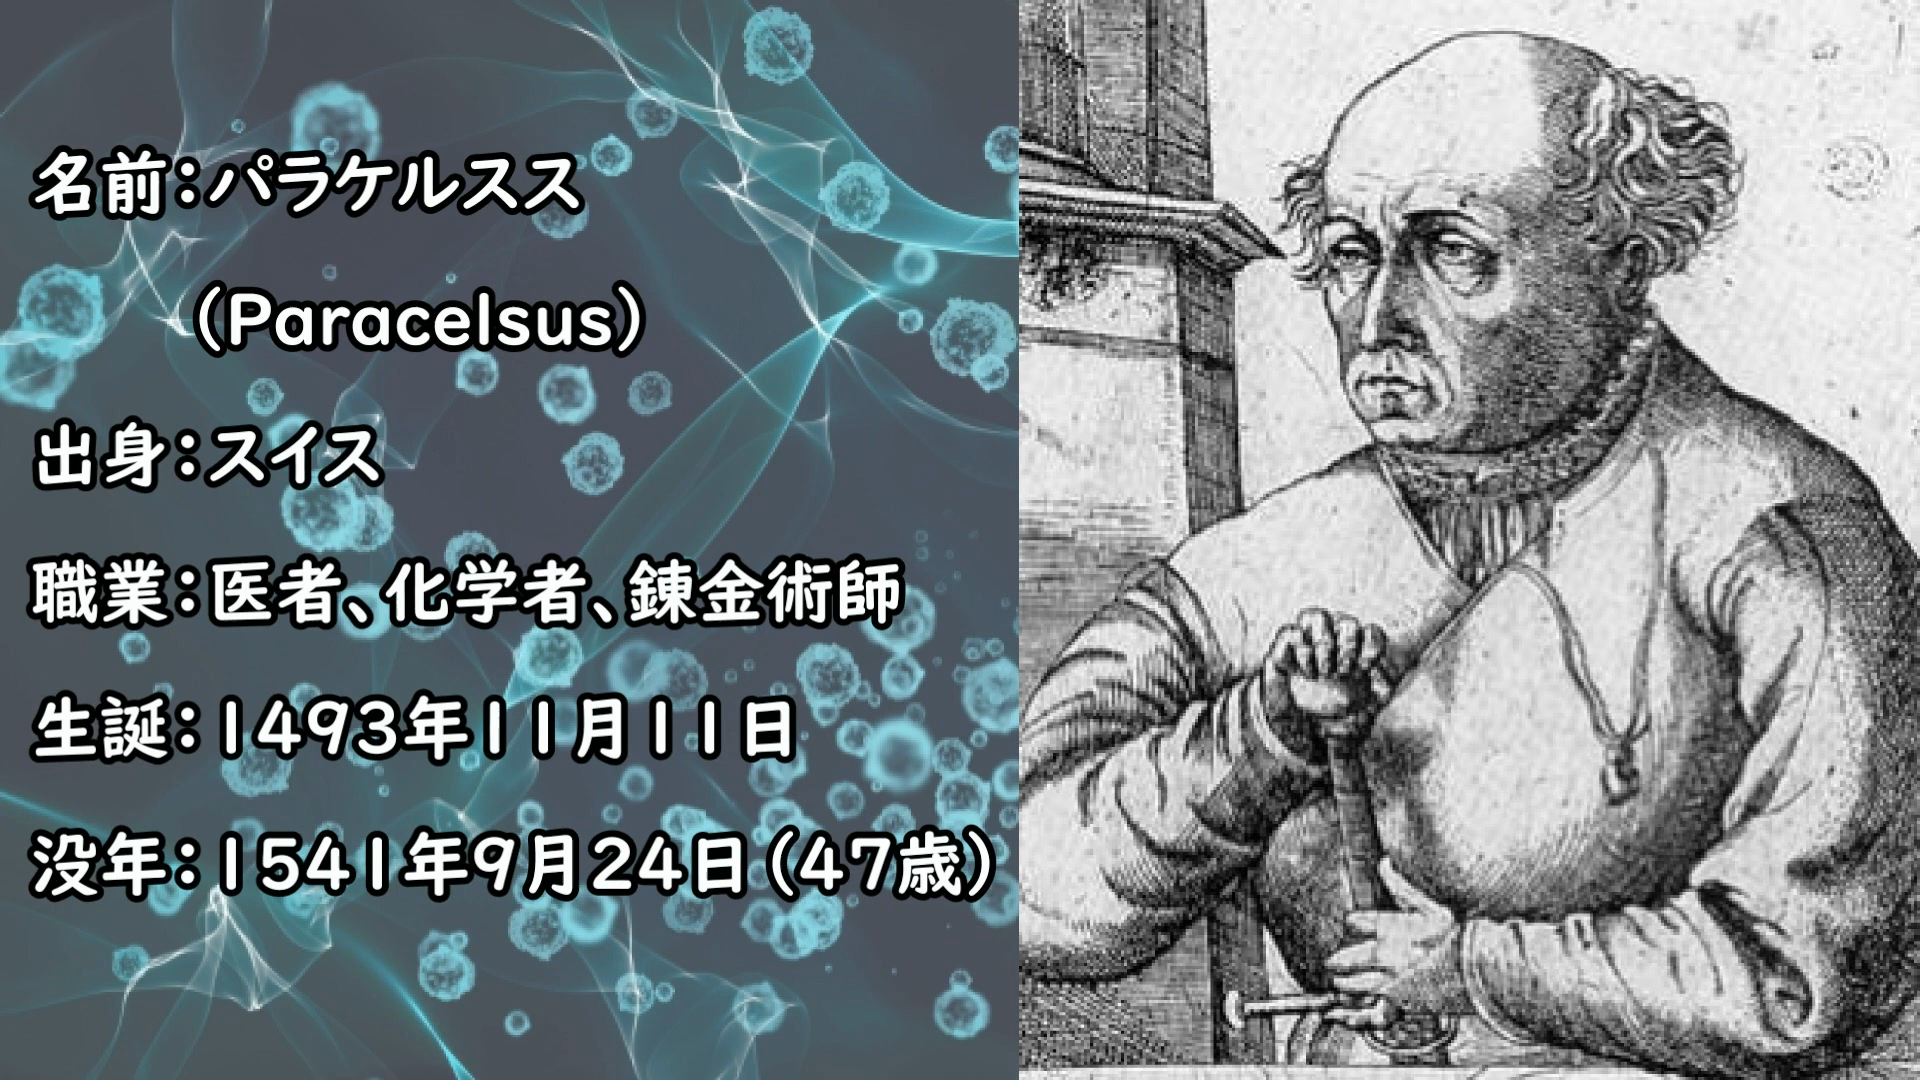 名前：パラケルスス
（Paracelsus）
出身：スイス
職業：医者、化学者、錬金術師
生誕：1493年11月11日
没年：1541年9月24日（47歳）